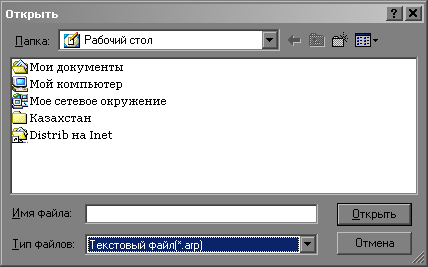 Открыть
Папка: Рабочий стол
Мои документы
Мой компьютер
Мое сетевое окружение
Казахстан
Distrib на Inet
Имя файла: Открыть
Тип файлов: Текстовый файл(*.arp) Отмена